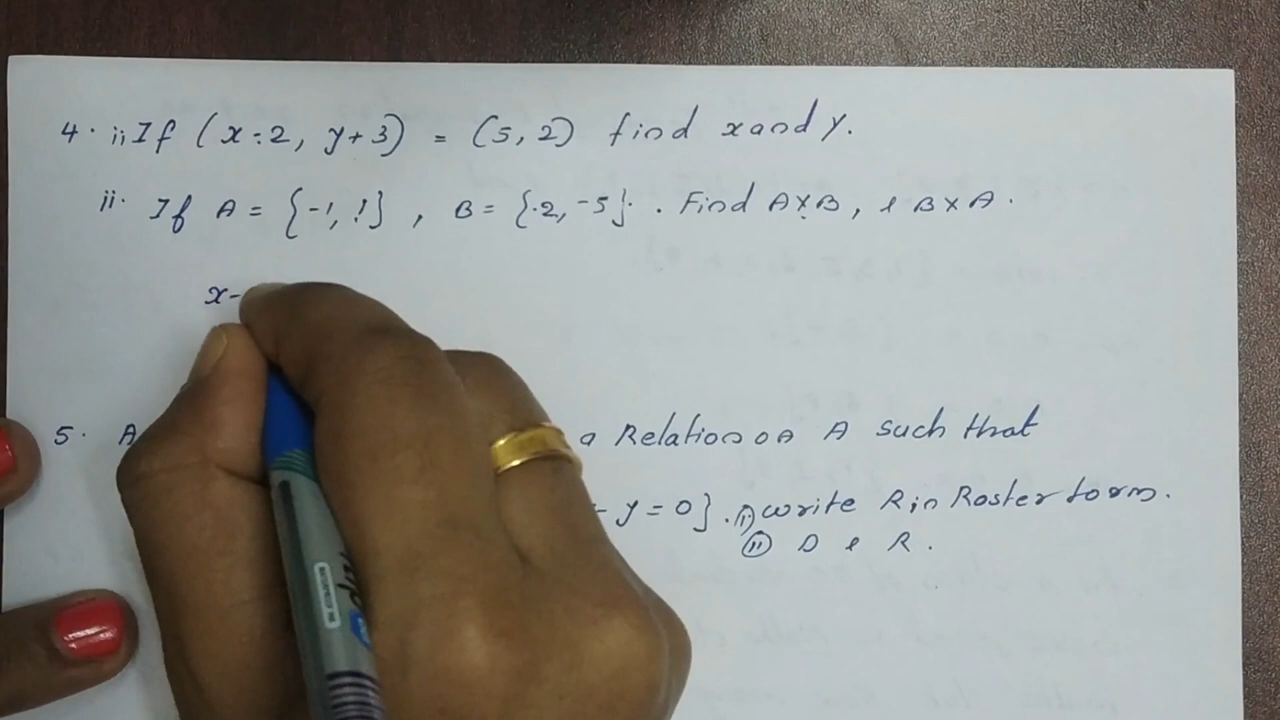 4. ii If (x-2, y+3) = (5, 2) find x and y.
ii. If A = {-1, 1}, B = {2, -5}. Find A×B, & B×A.
x-
5. A a Relation on A such that
- y = 0}. (i) write R in Roster form.
(ii) D & R.